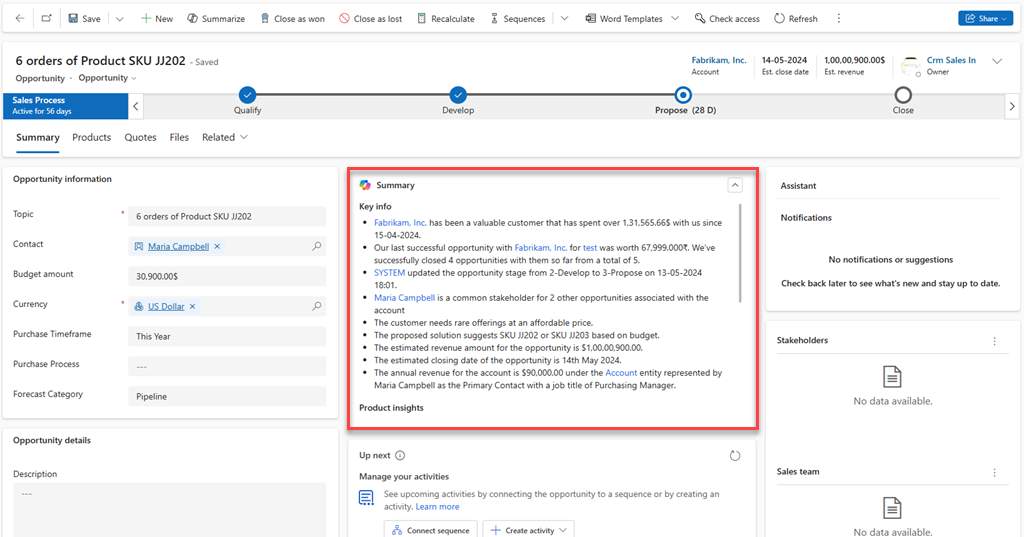 Save
New
Summarize
Close as won
Close as lost
Recalculate
Sequences
Word Templates
Check access
Refresh
Share
6 orders of Product SKU JJ202 - Saved
Opportunity · Opportunity
Fabrikam, Inc.
Account
14-05-2024
Est. close date
1,00,00,900.00$
Est. revenue
Crm Sales In
Owner
Sales Process
Active for 56 days
Qualify
Develop
Propose (28 D)
Close
Summary Products Quotes Files Related
Opportunity information
Topic * 6 orders of Product SKU JJ202
Contact Maria Campbell
Budget amount 30,900.00$
Currency * US Dollar
Purchase Timeframe This Year
Purchase Process ---
Forecast Category Pipeline
Opportunity details
Description
---
Summary
Key info
• Fabrikam, Inc. has been a valuable customer that has spent over 1,31,565.66$ with us since
15-04-2024.
• Our last successful opportunity with Fabrikam, Inc. for test was worth 67,999,000₹. We've
successfully closed 4 opportunities with them so far from a total of 5.
• SYSTEM updated the opportunity stage from 2-Develop to 3-Propose on 13-05-2024
18:01.
• Maria Campbell is a common stakeholder for 2 other opportunities associated with the
account
• The customer needs rare offerings at an affordable price.
• The proposed solution suggests SKU JJ202 or SKU JJ203 based on budget.
• The estimated revenue amount for the opportunity is $1,00,00,900.00.
• The estimated closing date of the opportunity is 14th May 2024.
• The annual revenue for the account is $90,000.00 under the Account entity represented by
Maria Campbell as the Primary Contact with a job title of Purchasing Manager.
Product insights
Up next
Manage your activities
See upcoming activities by connecting the opportunity to a sequence or by creating an
activity. Learn more
Connect sequence
Create activity
Assistant
Notifications
No notifications or suggestions
Check back later to see what's new and stay up to date.
Stakeholders
No data available.
Sales team
No data available.